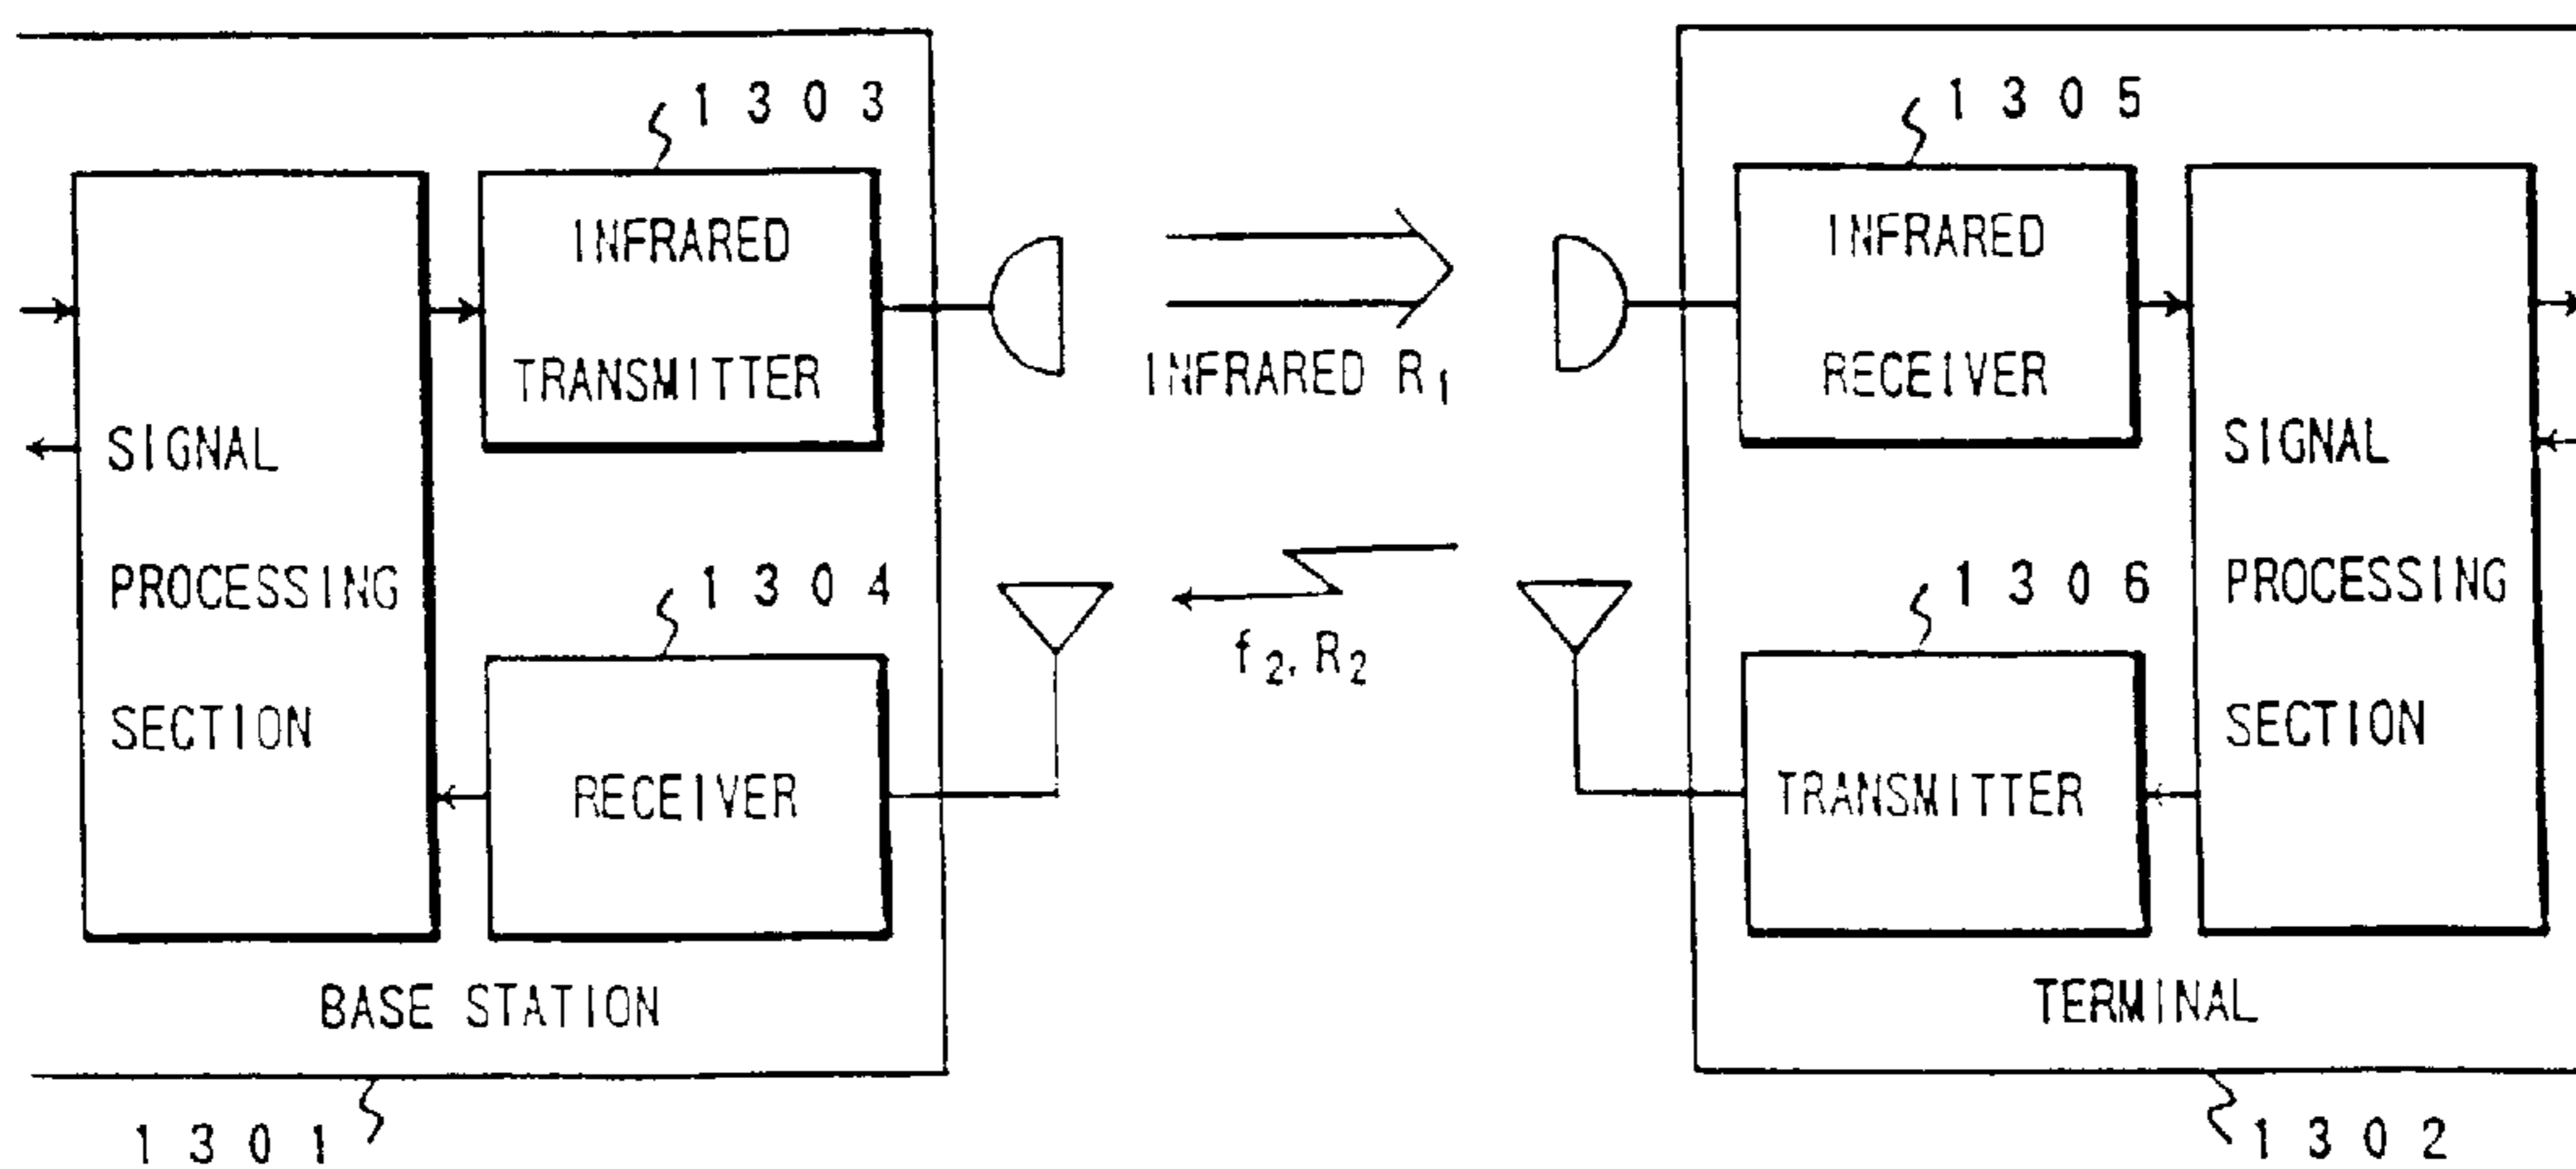 1303
INFRARED
TRANSMITTER
SIGNAL
PROCESSING
SECTION
1304
RECEIVER
BASE STATION
1301
INFRARED R₁
f₂, R₂
1305
INFRARED
RECEIVER
1306
TRANSMITTER
SIGNAL
PROCESSING
SECTION
TERMINAL
1302